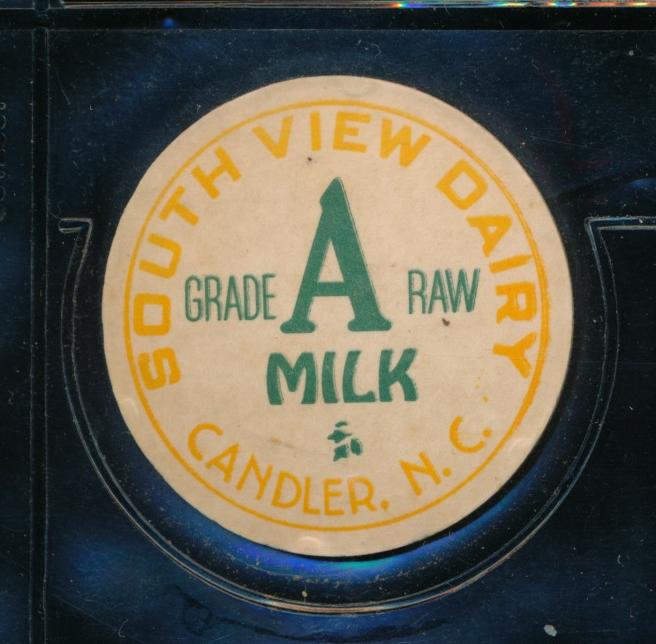 SOUTH VIEW DAIRY
GRADE A RAW
MILK
CANDLER, N. C.